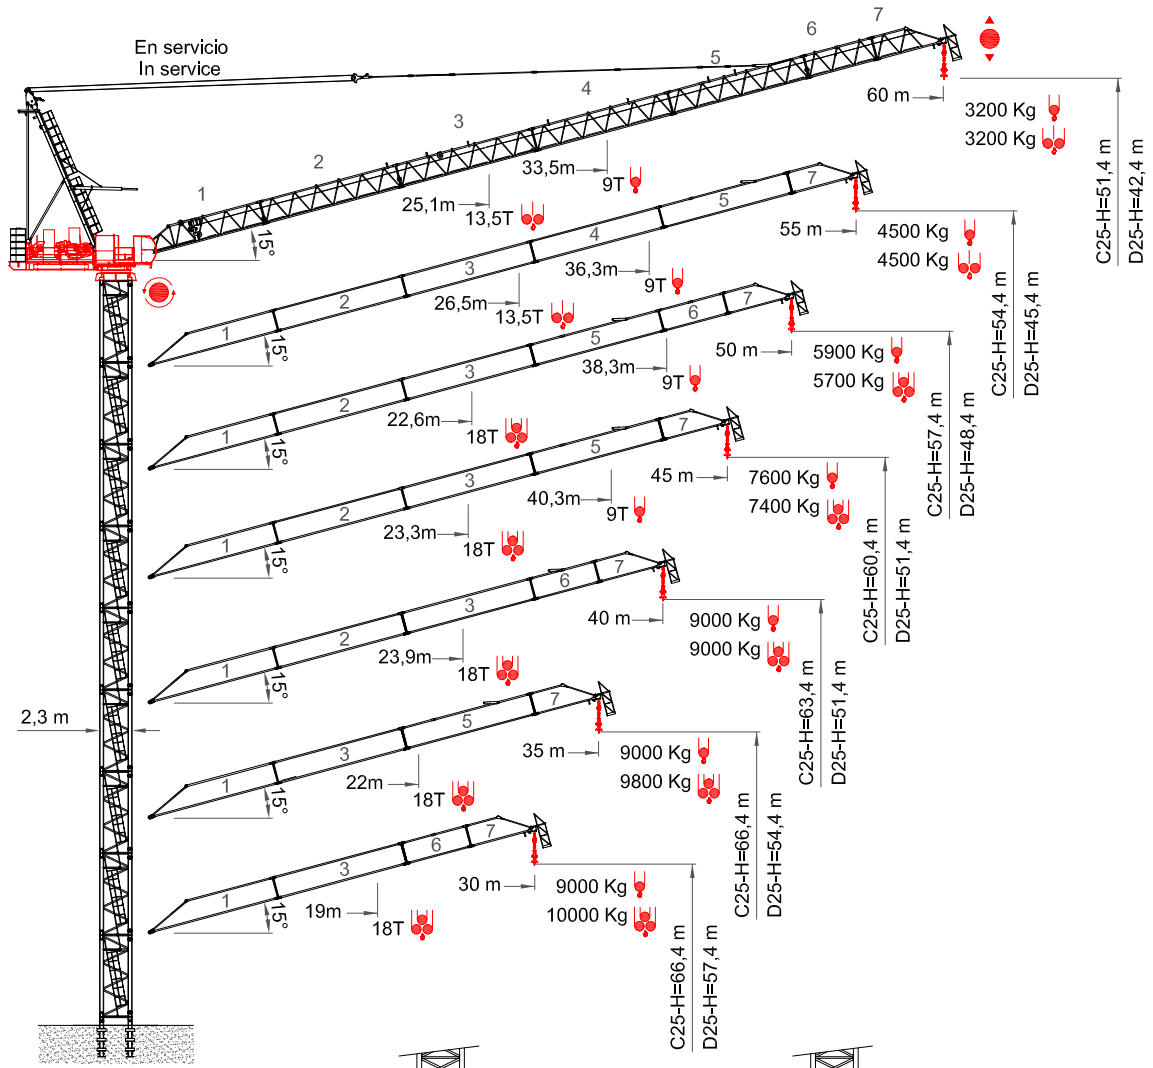 En servicio
In service
1
2
3
4
5
6
7
15°
60 m
3200 Kg
3200 Kg
33,5m
9T
25,1m
13,5T
C25-H=51,4 m
D25-H=42,4 m
1
2
3
4
5
7
15°
55 m
4500 Kg
4500 Kg
36,3m
9T
26,5m
13,5T
C25-H=54,4 m
D25-H=45,4 m
1
2
3
5
6
7
15°
50 m
5900 Kg
5700 Kg
38,3m
9T
22,6m
18T
C25-H=57,4 m
D25-H=48,4 m
1
2
3
5
7
15°
45 m
7600 Kg
7400 Kg
40,3m
9T
23,3m
18T
C25-H=60,4 m
D25-H=51,4 m
1
2
3
6
7
15°
40 m
9000 Kg
9000 Kg
23,9m
18T
C25-H=63,4 m
D25-H=51,4 m
2,3 m
1
3
5
7
15°
35 m
9000 Kg
9800 Kg
22m
18T
C25-H=66,4 m
D25-H=54,4 m
1
3
6
7
15°
30 m
9000 Kg
10000 Kg
19m
18T
C25-H=66,4 m
D25-H=57,4 m